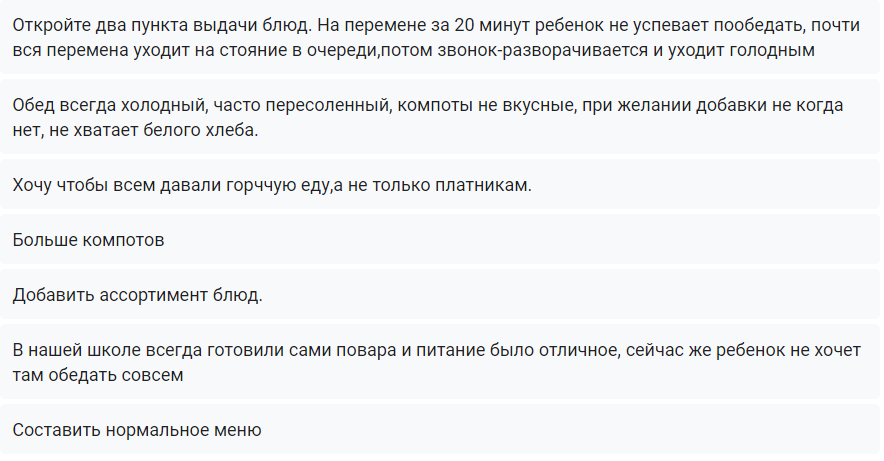 Откройте два пункта выдачи блюд. На перемене за 20 минут ребенок не успевает пообедать, почти
вся перемена уходит на стояние в очереди,потом звонок-разворачивается и уходит голодным
Обед всегда холодный, часто пересоленный, компоты не вкусные, при желании добавки не когда
нет, не хватает белого хлеба.
Хочу чтобы всем давали горччую еду,а не только платникам.
Больше компотов
Добавить ассортимент блюд.
В нашей школе всегда готовили сами повара и питание было отличное, сейчас же ребенок не хочет
там обедать совсем
Составить нормальное меню